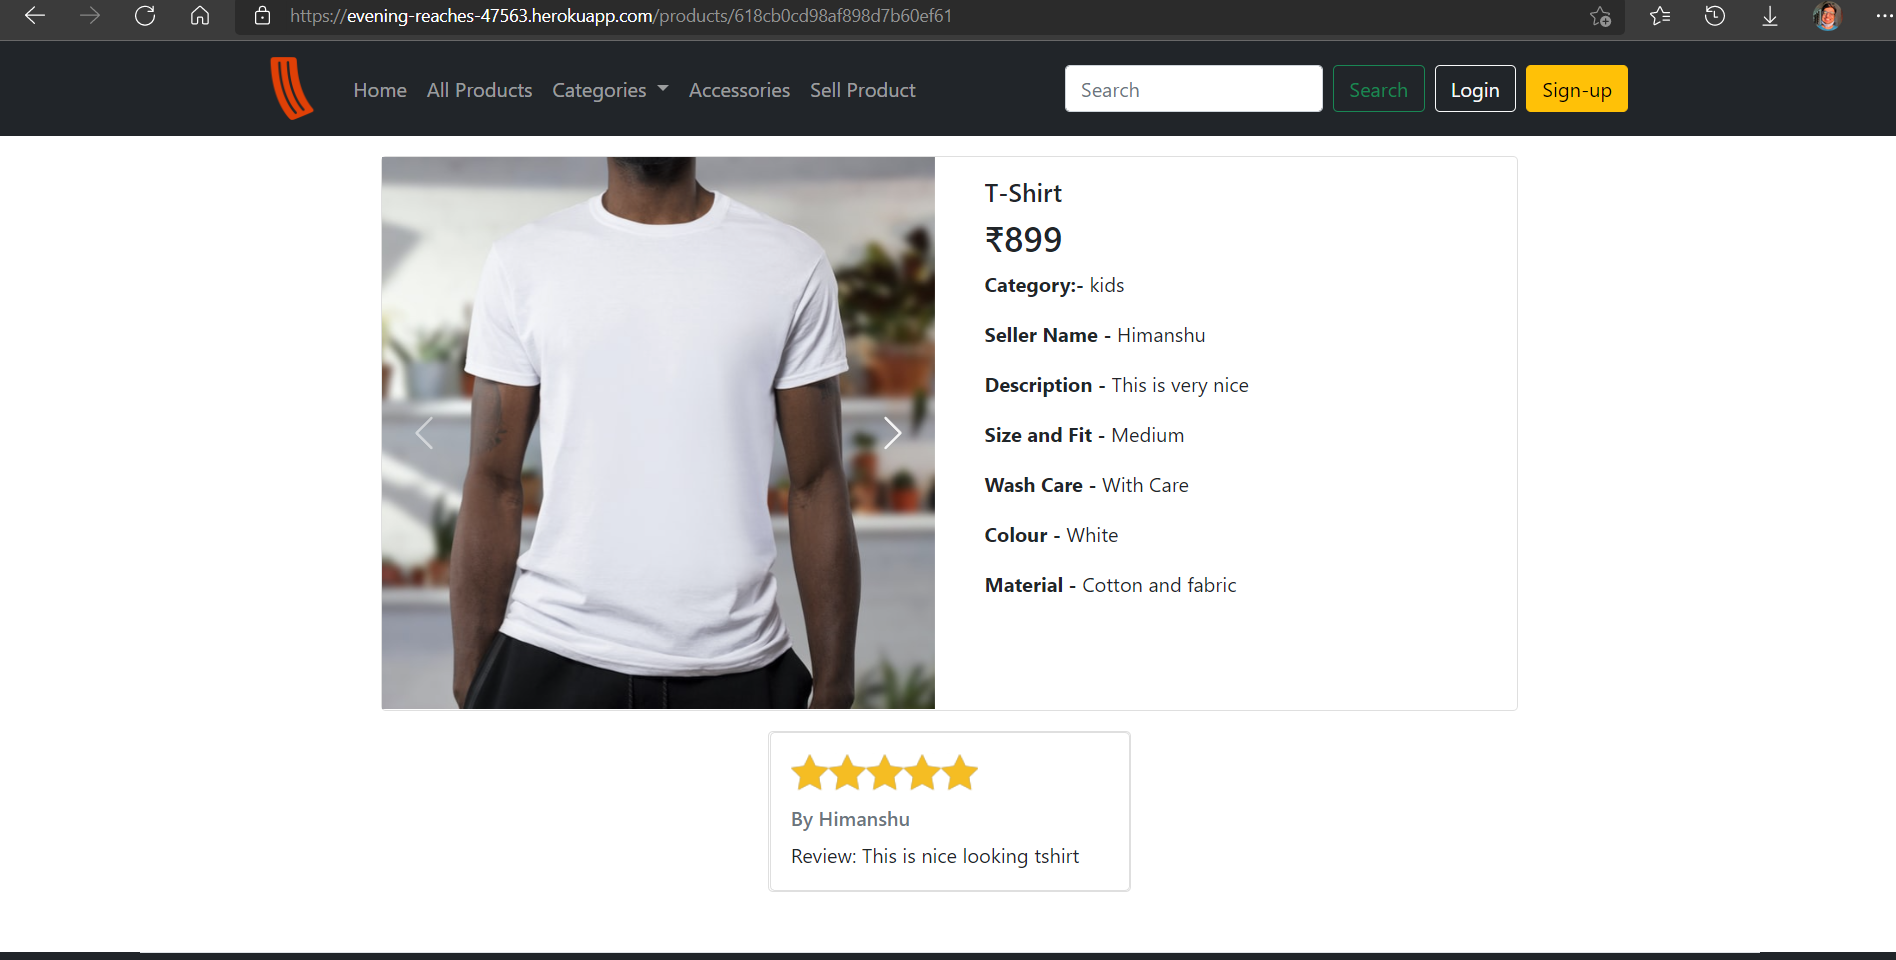 https://evening-reaches-47563.herokuapp.com/products/618cb0cd98af898d7b60ef61
Home All Products Categories Accessories Sell Product Search Search Login Sign-up
T-Shirt
₹899
Category:- kids
Seller Name - Himanshu
Description - This is very nice
Size and Fit - Medium
Wash Care - With Care
Colour - White
Material - Cotton and fabric
By Himanshu
Review: This is nice looking tshirt